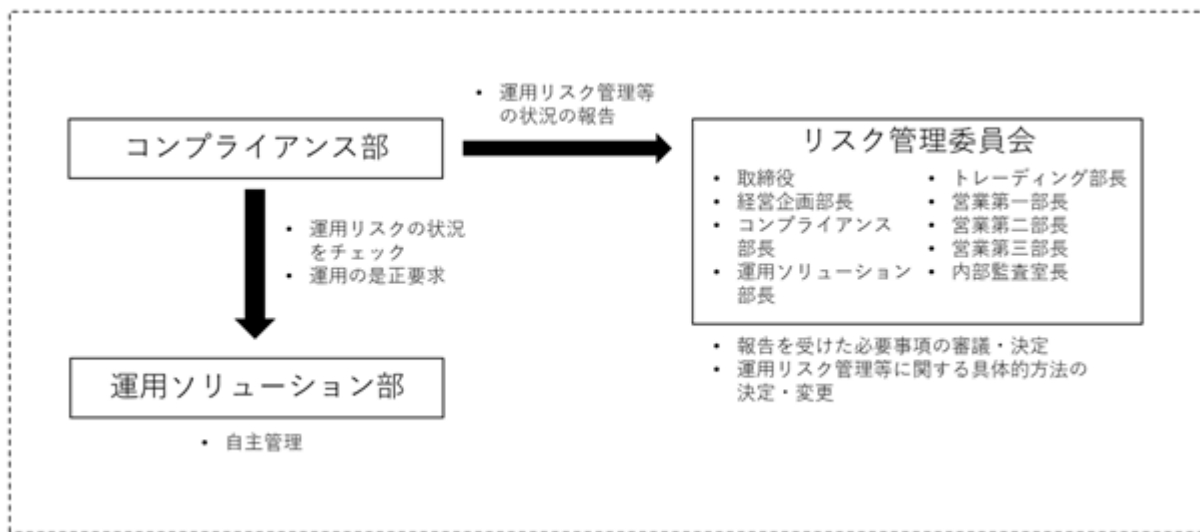 • 運用リスク管理等
の状況の報告
コンプライアンス部
リスク管理委員会
• 取締役
• 経営企画部長
• コンプライアンス
部長
• 運用ソリューション
部長
• トレーディング部長
• 営業第一部長
• 営業第二部長
• 営業第三部長
• 内部監査室長
• 運用リスクの状況
をチェック
• 運用の是正要求
• 報告を受けた必要事項の審議・決定
• 運用リスク管理等に関する具体的方法の
決定・変更
運用ソリューション部
• 自主管理